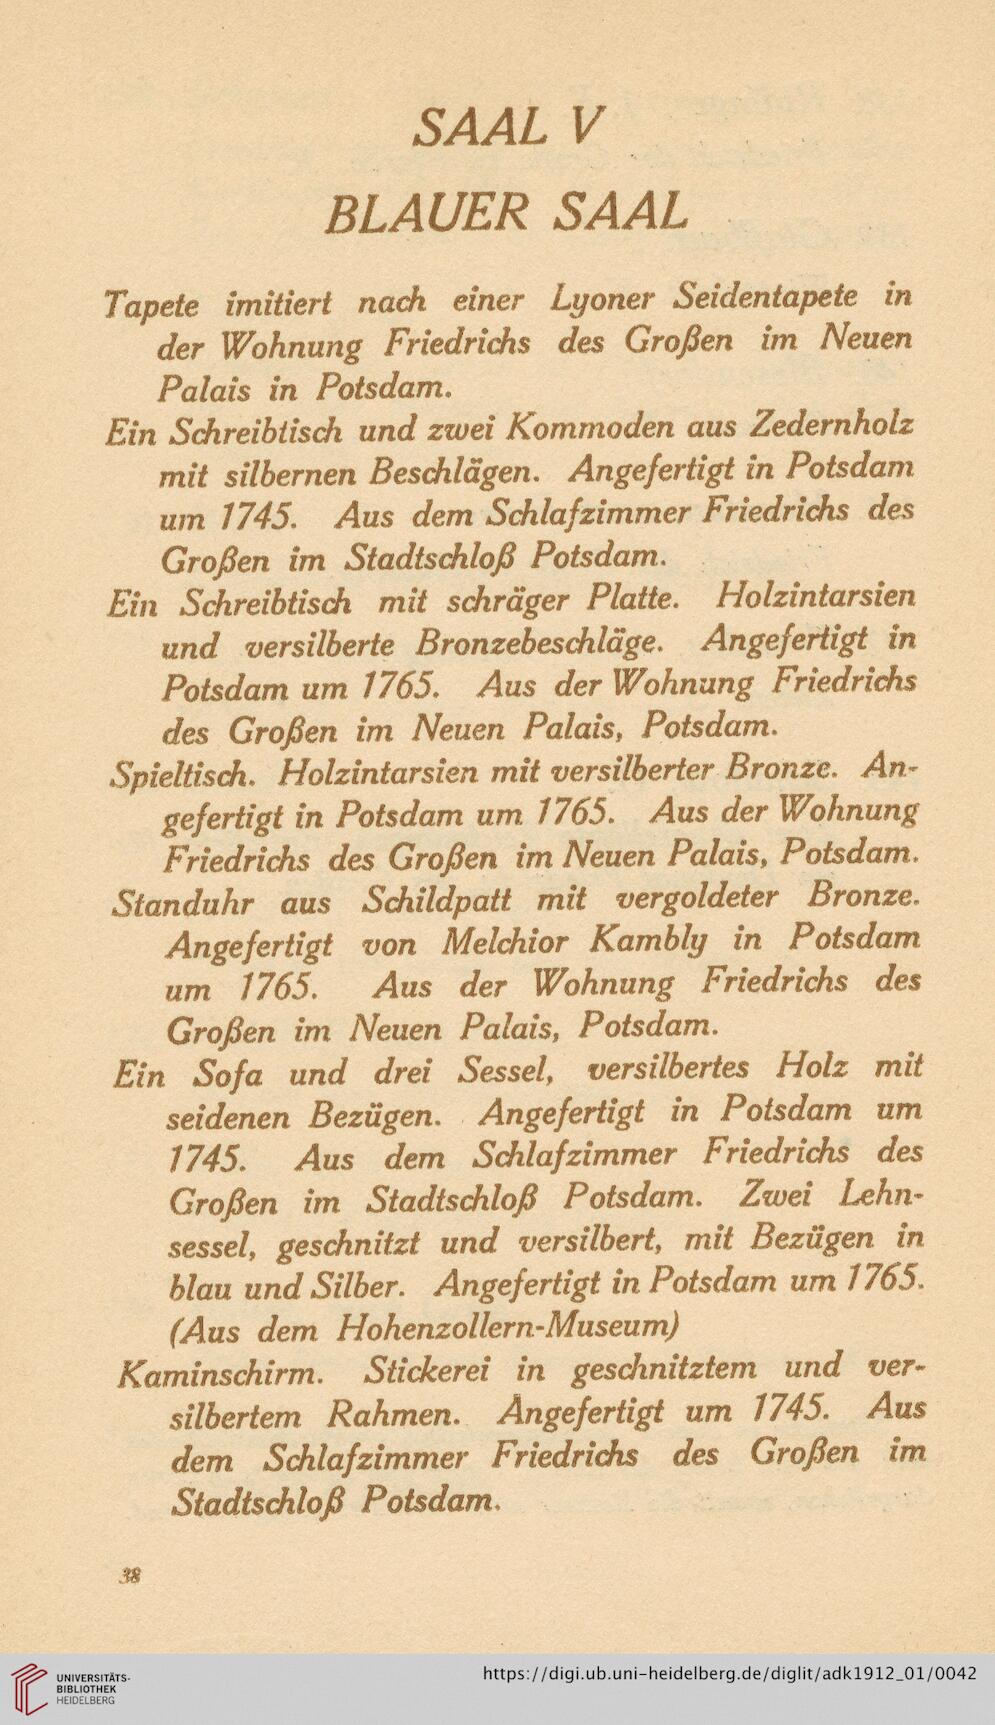 SAAL V
BLAUER SAAL
Tapete imitiert nach einer Lyoner Seidentapete in
der Wohnung Friedrichs des Großen im Neuen
Palais in Potsdam.
Ein Schreibtisch und zwei Kommoden aus Zedernholz
mit silbernen Beschlägen. Angefertigt in Potsdam
um 1745. Aus dem Schlafzimmer Friedrichs des
Großen im Stadtschloß Potsdam.
Ein Schreibtisch mit schräger Platte. Holzintarsien
und versilberte Bronzebeschläge. Angefertigt in
Potsdam um 1765. Aus der Wohnung Friedrichs
des Großen im Neuen Palais, Potsdam.
Spieltisch. Holzintarsien mit versilberter Bronze. An-
gefertigt in Potsdam um 1765. Aus der Wohnung
Friedrichs des Großen im Neuen Palais, Potsdam.
Standuhr aus Schildpatt mit vergoldeter Bronze.
Angefertigt von Melchior Kambly in Potsdam
um 1765. Aus der Wohnung Friedrichs des
Großen im Neuen Palais, Potsdam.
Ein Sofa und drei Sessel, versilbertes Holz mit
seidenen Bezügen. Angefertigt in Potsdam um
1745. Aus dem Schlafzimmer Friedrichs des
Großen im Stadtschloß Potsdam. Zwei Lehn-
sessel, geschnitzt und versilbert, mit Bezügen in
blau und Silber. Angefertigt in Potsdam um 1765.
(Aus dem Hohenzollern-Museum)
Kaminschirm. Stickerei in geschnitztem und ver-
silbertem Rahmen. Angefertigt um 1745. Aus
dem Schlafzimmer Friedrichs des Großen im
Stadtschloß Potsdam.
38
UNIVERSITÄTS-
BIBLIOTHEK
HEIDELBERG
https://digi.ub.uni-heidelberg.de/diglit/adk1912_01/0042